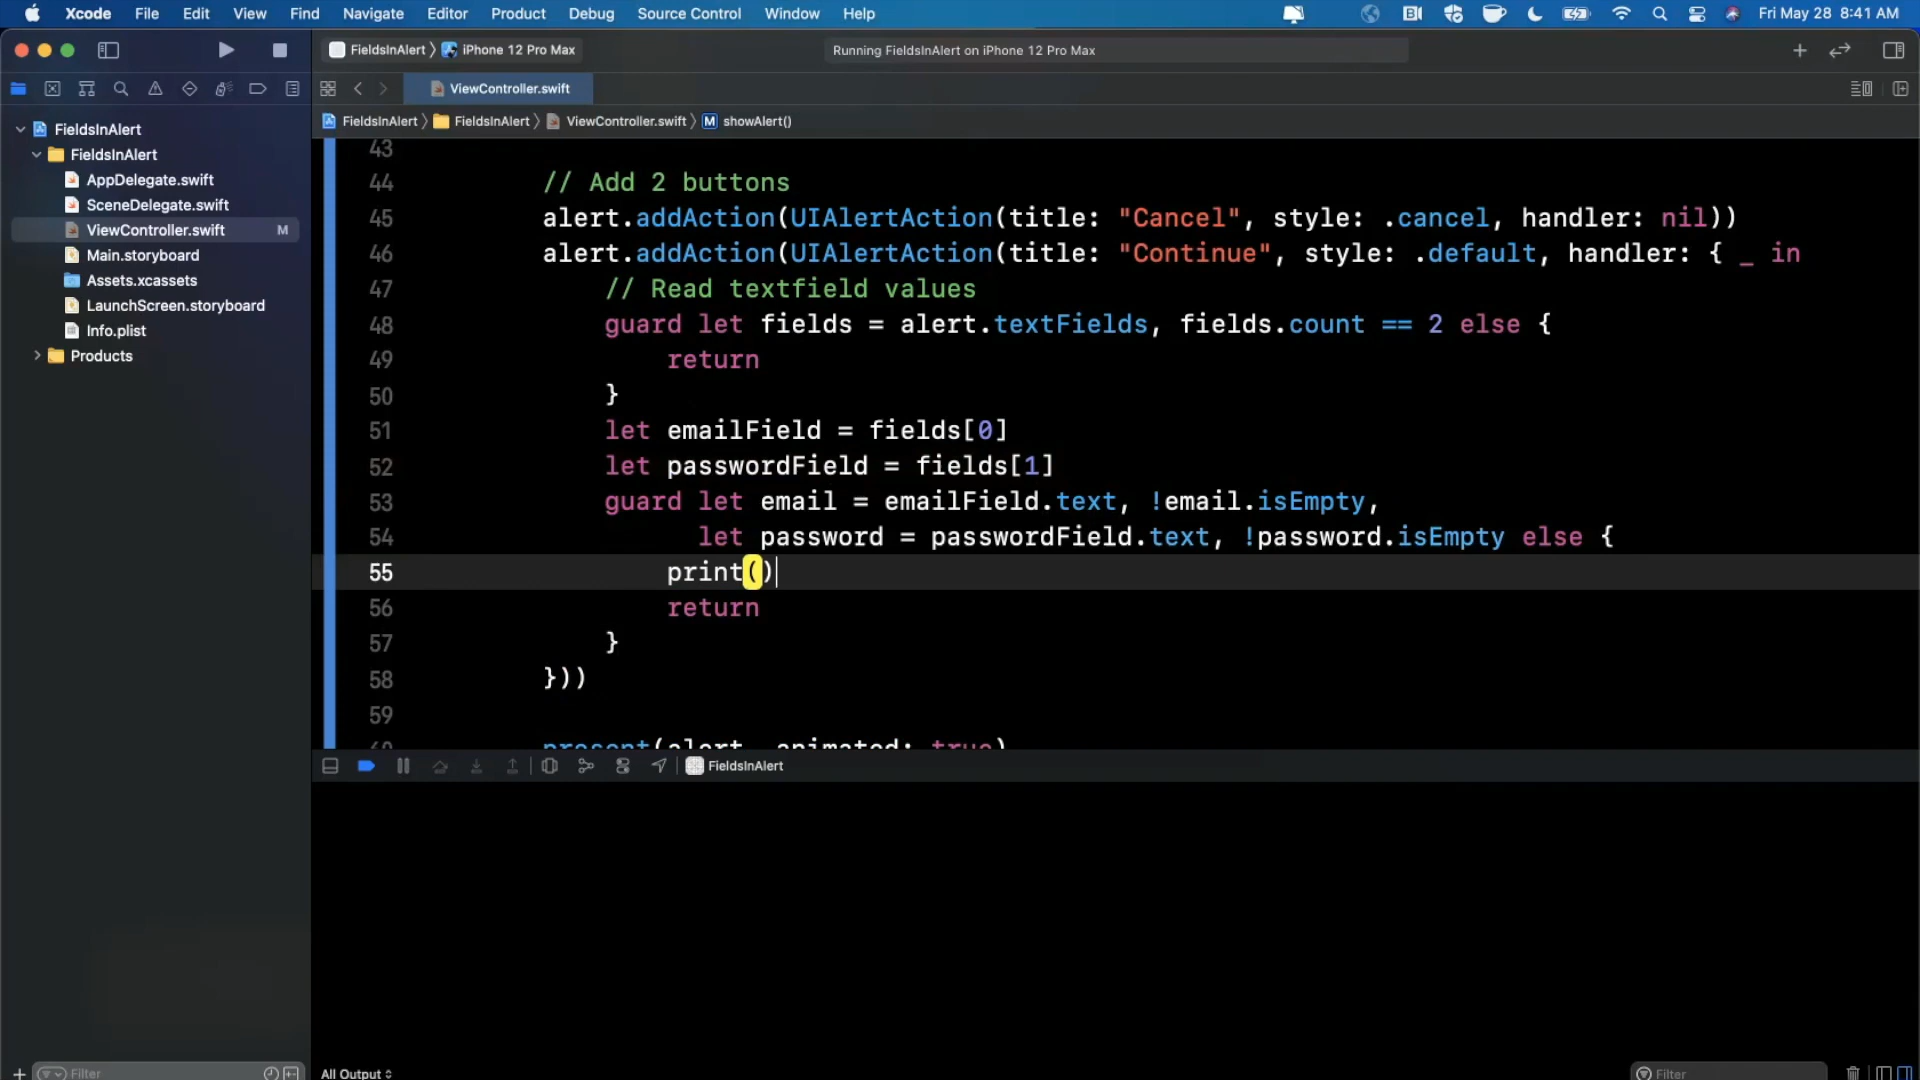 Xcode File Edit View Find Navigate Editor Product Debug Source Control Window Help Fri May 28 8:41 AM
FieldsInAlert iPhone 12 Pro Max Running FieldsInAlert on iPhone 12 Pro Max
ViewController.swift
FieldsInAlert FieldsInAlert ViewController.swift M showAlert()
FieldsInAlert
FieldsInAlert
AppDelegate.swift
SceneDelegate.swift
ViewController.swift M
Main.storyboard
Assets.xcassets
LaunchScreen.storyboard
Info.plist
Products
43
44 // Add 2 buttons
45 alert.addAction(UIAlertAction(title: "Cancel", style: .cancel, handler: nil))
46 alert.addAction(UIAlertAction(title: "Continue", style: .default, handler: { _ in
47 // Read textfield values
48 guard let fields = alert.textFields, fields.count == 2 else {
49 return
50 }
51 let emailField = fields[0]
52 let passwordField = fields[1]
53 guard let email = emailField.text, !email.isEmpty,
54 let password = passwordField.text, !password.isEmpty else {
55 print()
56 return
57 }
58 }))
59
60 present(alert, animated: true)
FieldsInAlert
Filter
All Output
Filter